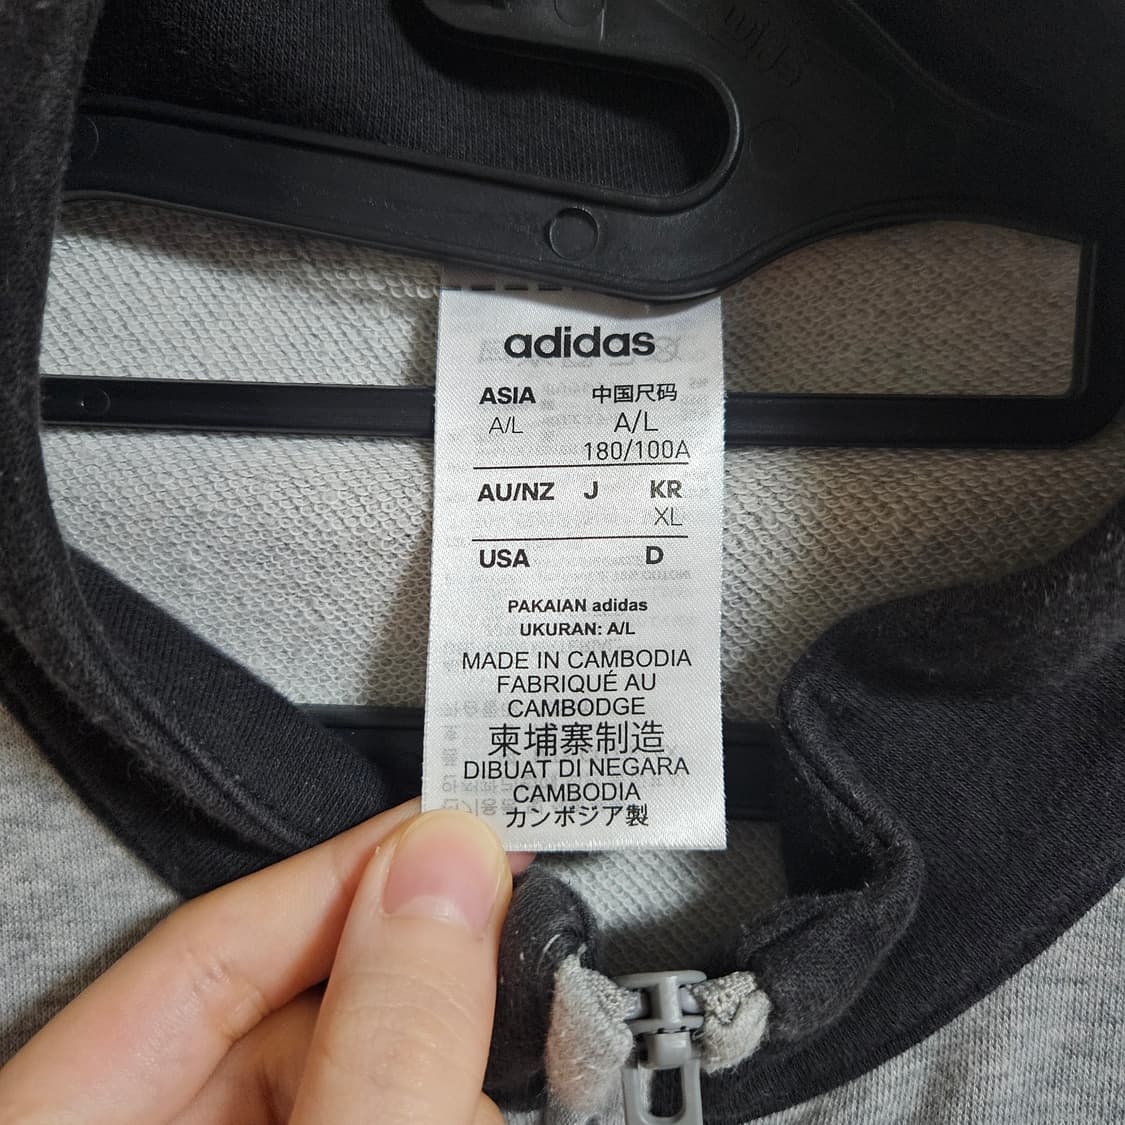 adidas
ASIA 中国尺码
A/L A/L
180/100A
AU/NZ J KR
XL
USA D
PAKAIAN adidas
UKURAN: A/L
MADE IN CAMBODIA
FABRIQUÉ AU
CAMBODGE
柬埔寨制造
DIBUAT DI NEGARA
CAMBODIA
カンボジア製